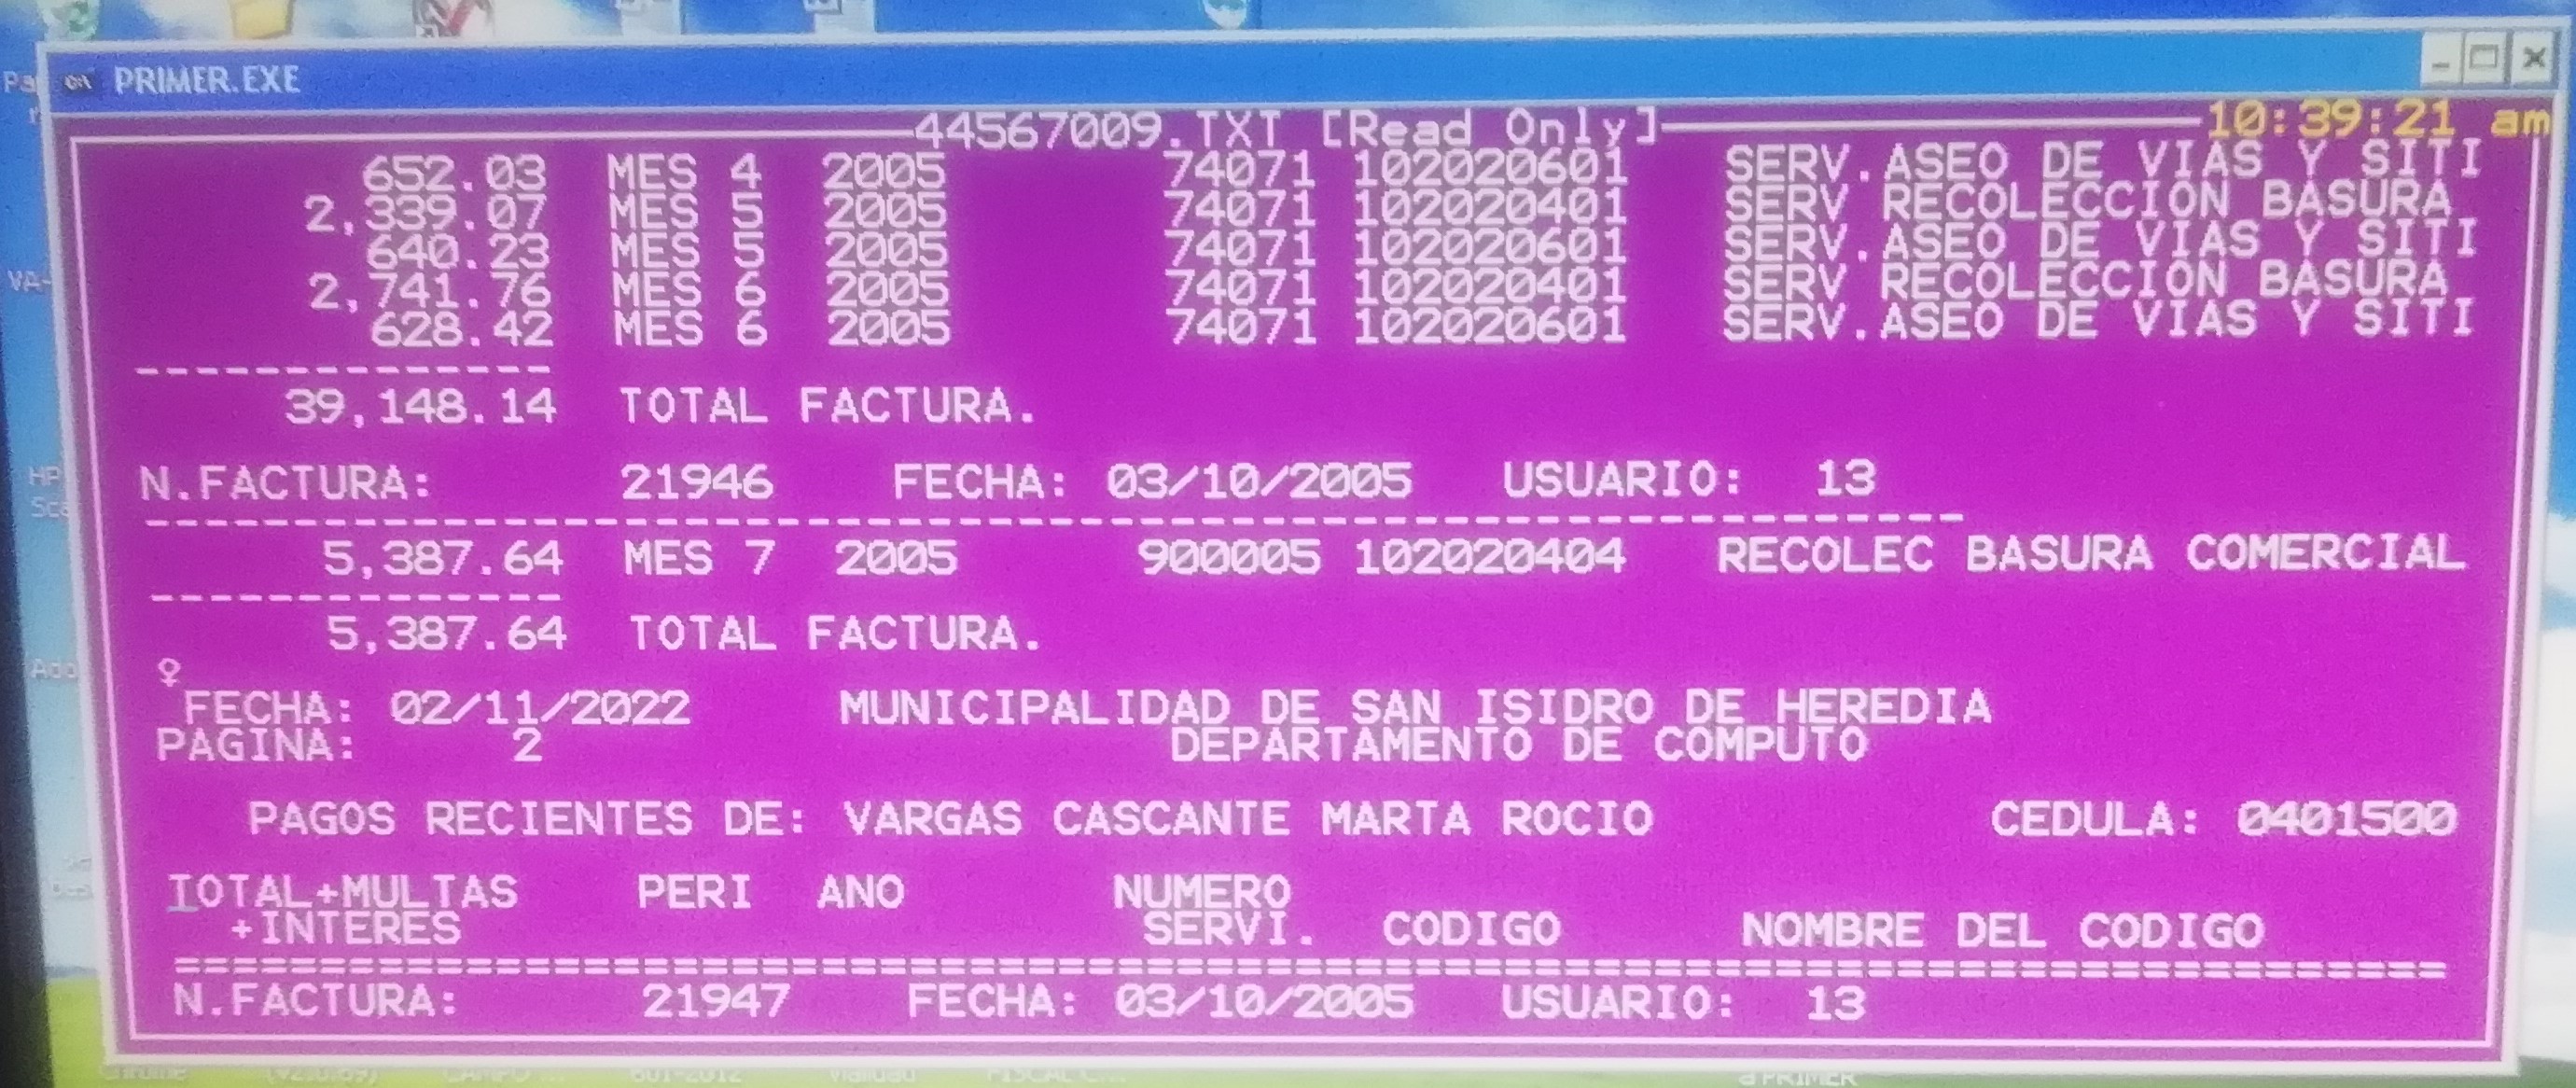 PRIMER.EXE
44567009.TXT [Read Only] 10:39:21 am
652.03 MES 4 2005 74071 102020601 SERV.ASEO DE VIAS Y SITI
2,339.07 MES 5 2005 74071 102020401 SERV RECOLECCION BASURA
640.23 MES 5 2005 74071 102020601 SERV.ASEO DE VIAS Y SITI
2,741.76 MES 6 2005 74071 102020401 SERV RECOLECCION BASURA
628.42 MES 6 2005 74071 102020601 SERV.ASEO DE VIAS Y SITI
--------------
39,148.14 TOTAL FACTURA.
N.FACTURA: 21946 FECHA: 03/10/2005 USUARIO: 13
-------------------------------------------------------------
5,387.64 MES 7 2005 900005 102020404 RECOLEC BASURA COMERCIAL
--------------
5,387.64 TOTAL FACTURA.
♀
FECHA: 02/11/2022 MUNICIPALIDAD DE SAN ISIDRO DE HEREDIA
PAGINA: 2 DEPARTAMENTO DE COMPUTO
PAGOS RECIENTES DE: VARGAS CASCANTE MARTA ROCIO CEDULA: 0401500
TOTAL+MULTAS PERI ANO NUMERO
+INTERES SERVI. CODIGO NOMBRE DEL CODIGO
============================================================================
N.FACTURA: 21947 FECHA: 03/10/2005 USUARIO: 13